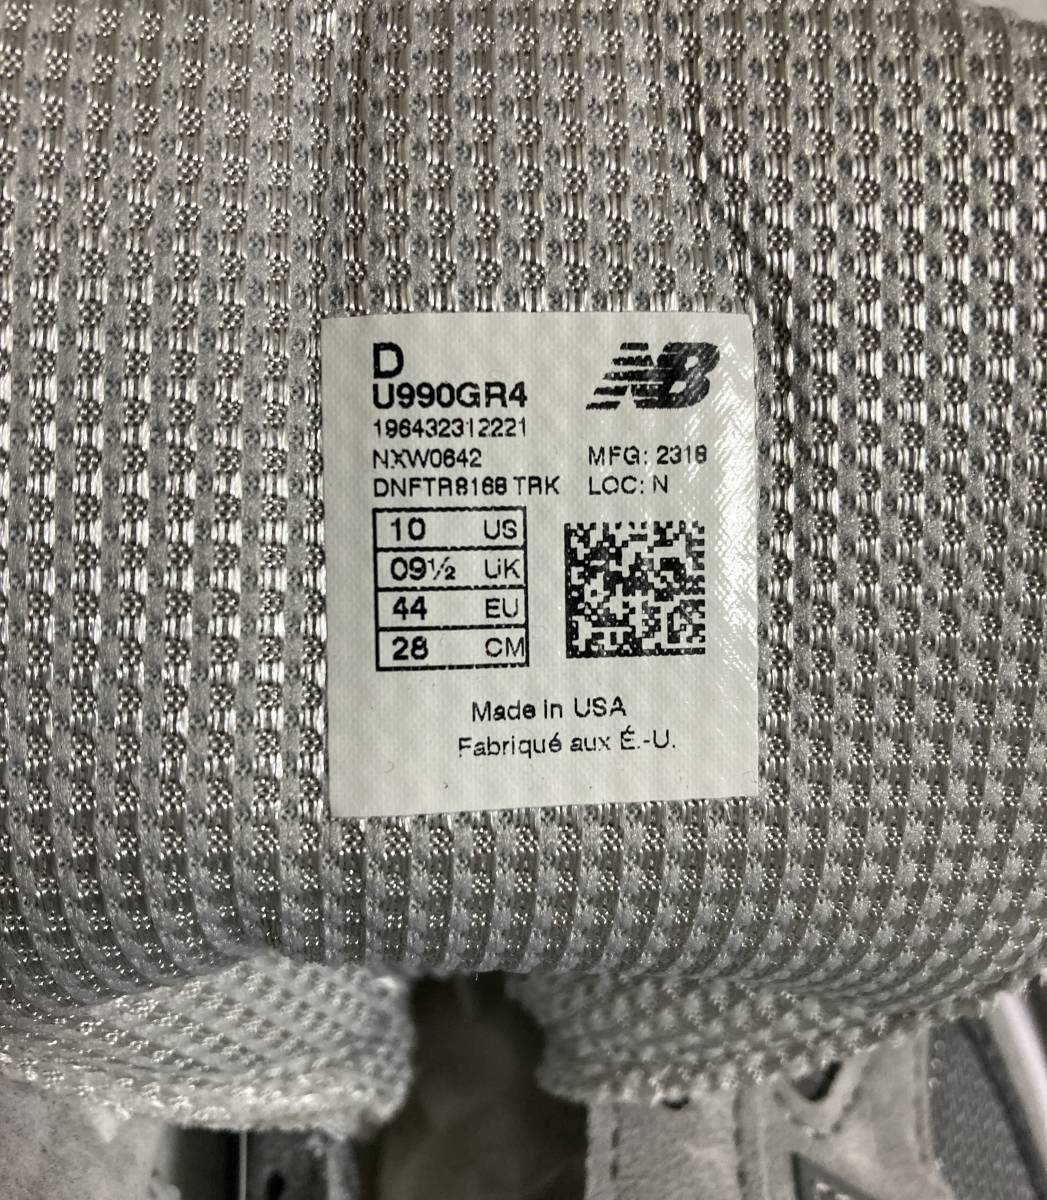 D
NB
U990GR4
196432312221
NXW0642
MFG: 2318
DNFTR8168 TRK
LOC: N
10 US
09½ UK
44 EU
28 CM
Made in USA
Fabriqué aux É.-U.